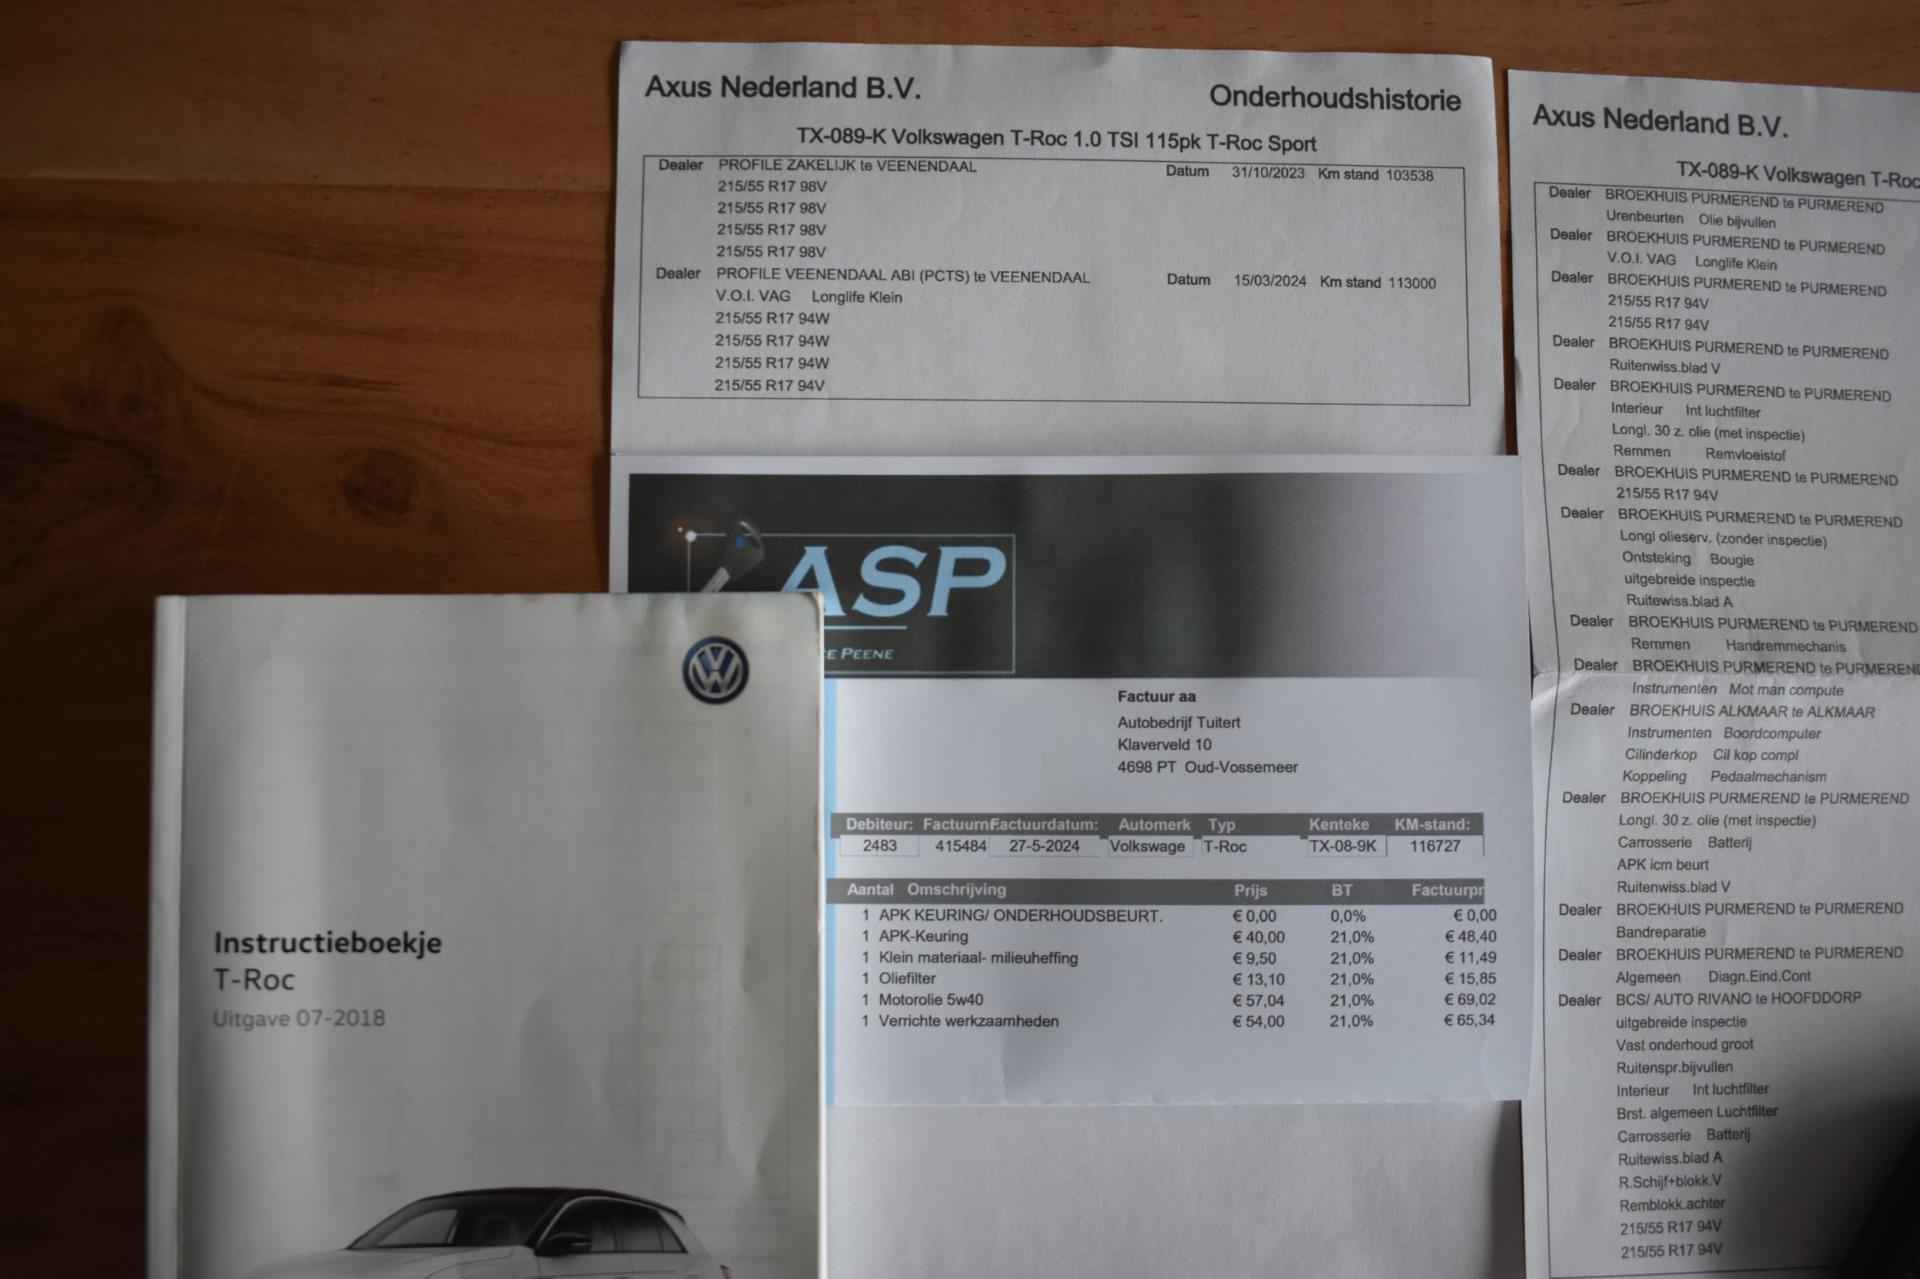 Axus Nederland B.V.
Onderhoudshistorie
TX-089-K Volkswagen T-Roc 1.0 TSI 115pk T-Roc Sport
Dealer PROFILE ZAKELIJK te VEENENDAAL Datum 31/10/2023 Km stand 103538
215/55 R17 98V
215/55 R17 98V
215/55 R17 98V
215/55 R17 98V
Dealer PROFILE VEENENDAAL ABI (PCTS) te VEENENDAAL Datum 15/03/2024 Km stand 113000
V.O.I. VAG Longlife Klein
215/55 R17 94W
215/55 R17 94W
215/55 R17 94W
215/55 R17 94V
ASP
E PEENE
Factuur aa
Autobedrijf Tuitert
Klaverveld 10
4698 PT Oud-Vossemeer
Debiteur: Factuurnr Factuurdatum: Automerk Typ Kenteke KM-stand:
2483 415484 27-5-2024 Volkswage T-Roc TX-08-9K 116727
Aantal Omschrijving Prijs BT Factuurpr
1 APK KEURING/ ONDERHOUDSBEURT. € 0,00 0,0% € 0,00
1 APK-Keuring € 40,00 21,0% € 48,40
1 Klein materiaal- milieuheffing € 9,50 21,0% € 11,49
1 Oliefilter € 13,10 21,0% € 15,85
1 Motorolie 5w40 € 57,04 21,0% € 69,02
1 Verrichte werkzaamheden € 54,00 21,0% € 65,34
VW
Instructieboekje
T-Roc
Uitgave 07-2018
Axus Nederland B.V.
TX-089-K Volkswagen T-Roc
Dealer BROEKHUIS PURMEREND te PURMEREND
Urenbeurten Olie bijvullen
Dealer BROEKHUIS PURMEREND te PURMEREND
V.O.I. VAG Longlife Klein
Dealer BROEKHUIS PURMEREND te PURMEREND
215/55 R17 94V
215/55 R17 94V
Dealer BROEKHUIS PURMEREND te PURMEREND
Ruitenwiss.blad V
Dealer BROEKHUIS PURMEREND te PURMEREND
Interieur Int luchtfilter
Longl. 30 z. olie (met inspectie)
Remmen Remvloeistof
Dealer BROEKHUIS PURMEREND te PURMEREND
215/55 R17 94V
Dealer BROEKHUIS PURMEREND te PURMEREND
Longl olieserv. (zonder inspectie)
Ontsteking Bougie
uitgebreide inspectie
Ruitewiss.blad A
Dealer BROEKHUIS PURMEREND te PURMEREND
Remmen Handremmechanis
Dealer BROEKHUIS PURMEREND te PURMEREND
Instrumenten Mot man compute
Dealer BROEKHUIS ALKMAAR te ALKMAAR
Instrumenten Boordcomputer
Cilinderkop Cil kop compl
Koppeling Pedaalmechanism
Dealer BROEKHUIS PURMEREND te PURMEREND
Longl. 30 z. olie (met inspectie)
Carrosserie Batterij
APK icm beurt
Ruitenwiss.blad V
Dealer BROEKHUIS PURMEREND te PURMEREND
Bandreparatie
Dealer BROEKHUIS PURMEREND te PURMEREND
Algemeen Diagn.Eind.Cont
Dealer BCS/ AUTO RIVANO te HOOFDDORP
uitgebreide inspectie
Vast onderhoud groot
Ruitenspr.bijvullen
Interieur Int luchtfilter
Brst. algemeen Luchtfilter
Carrosserie Batterij
Ruitewiss.blad A
R.Schijf+blokk.V
Remblokk.achter
215/55 R17 94V
215/55 R17 94V